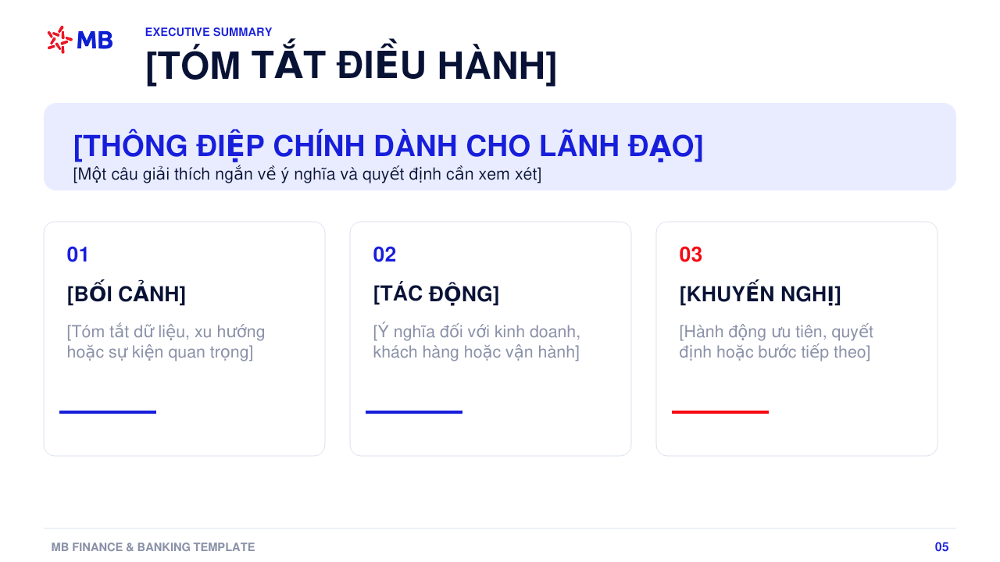 MB
EXECUTIVE SUMMARY
[TÓM TẮT ĐIỀU HÀNH]
[THÔNG ĐIỆP CHÍNH DÀNH CHO LÃNH ĐẠO]
[Một câu giải thích ngắn về ý nghĩa và quyết định cần xem xét]
01
[BỐI CẢNH]
[Tóm tắt dữ liệu, xu hướng
hoặc sự kiện quan trọng]
02
[TÁC ĐỘNG]
[Ý nghĩa đối với kinh doanh,
khách hàng hoặc vận hành]
03
[KHUYẾN NGHỊ]
[Hành động ưu tiên, quyết
định hoặc bước tiếp theo]
MB FINANCE & BANKING TEMPLATE
05